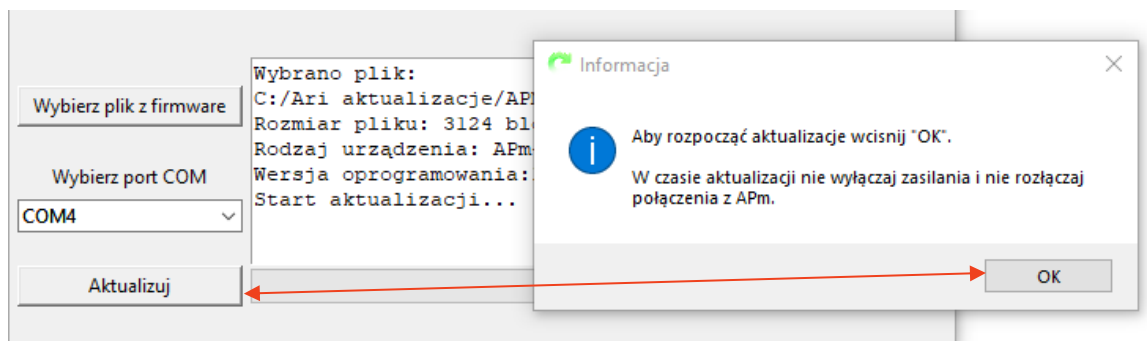 Wybierz plik z firmware
Wybierz port COM
COM4
Aktualizuj
Wybrano plik:
C:/Ari aktualizacje/
Rozmiar pliku: 3124
Rodzaj urządzenia: APm
Wersja oprogramowania:
Start aktualizacji...
Informacja
Aby rozpocząć aktualizacje wcisnij "OK".
W czasie aktualizacji nie wyłączaj zasilania i nie rozłączaj
połączenia z APm.
OK